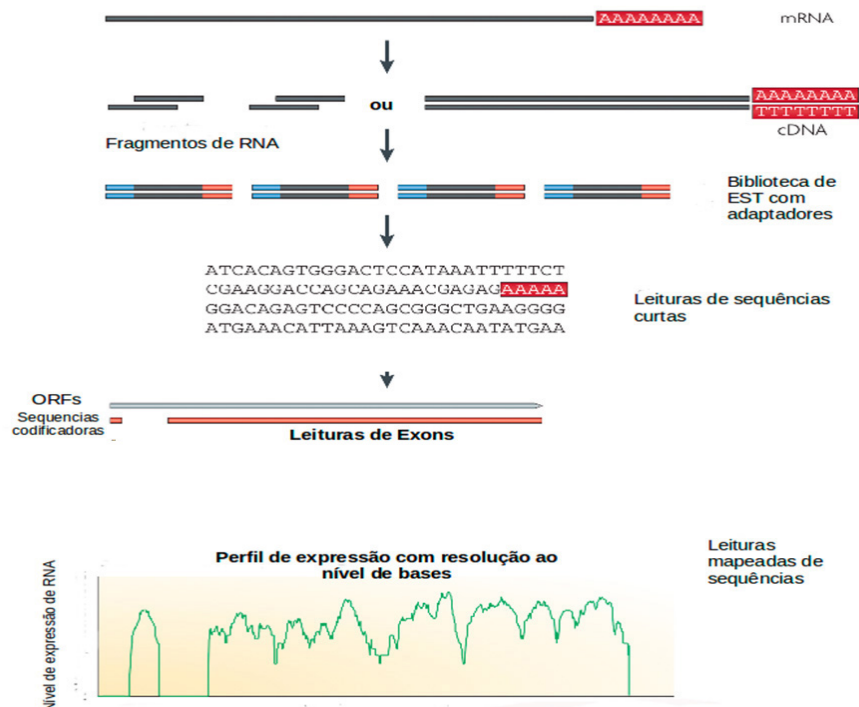 AAAAAAAA
mRNA
ou
AAAAAAAA
TTTTTTTT
cDNA
Fragmentos de RNA
Biblioteca de
EST com
adaptadores
ATCACAGTGGGACTCCATAAATTTTTCT
CGAAGGACCAGCAGAAACGAGAGAAAAA
GGACAGAGTCCCCAGCGGGCTGAAGGGG
ATGAAACATTAAAGTCAAACAATATGAA
Leituras de sequências
curtas
ORFs
Sequencias
codificadoras
Leituras de Exons
Leituras
mapeadas de
sequências
Perfil de expressão com resolução ao
nível de bases
Nível de expressão de RNA